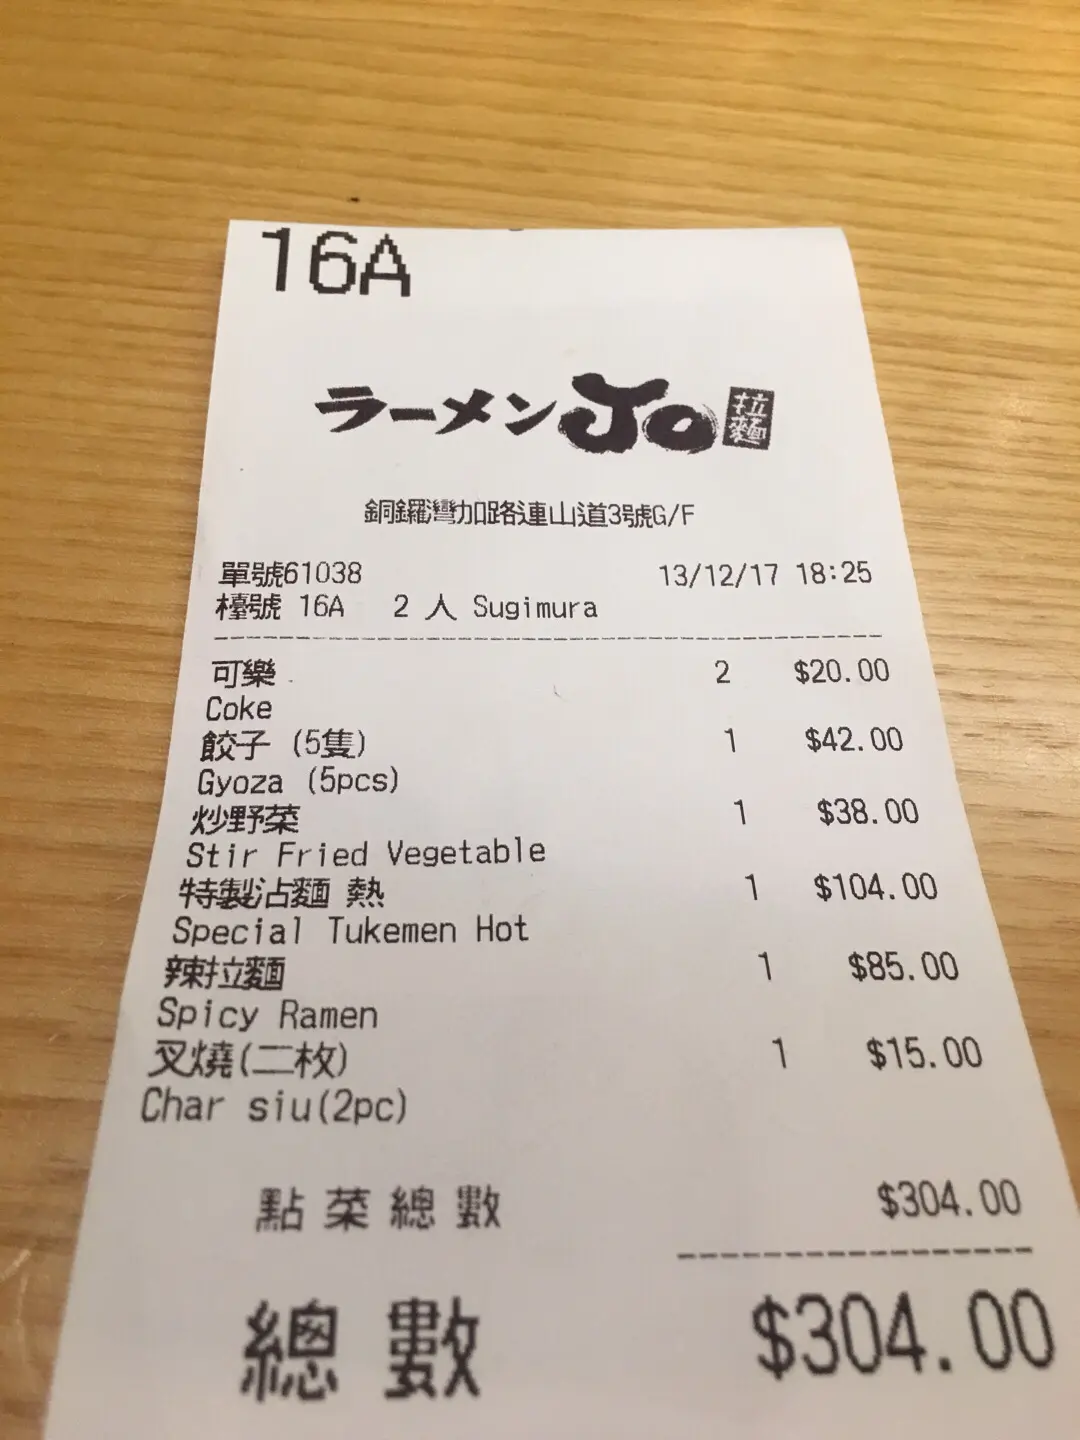 16A
ラーメン Jo 拉麵
銅鑼灣加路連山道3號G/F
單號61038 13/12/17 18:25
檯號 16A 2 人 Sugimura
可樂 2 $20.00
Coke
餃子 (5隻) 1 $42.00
Gyoza (5pcs)
炒野菜 1 $38.00
Stir Fried Vegetable
特製沾麵 熱 1 $104.00
Special Tukemen Hot
辣拉麵 1 $85.00
Spicy Ramen
叉燒(二枚) 1 $15.00
Char siu(2pc)
點菜總數 $304.00
總數 $304.00